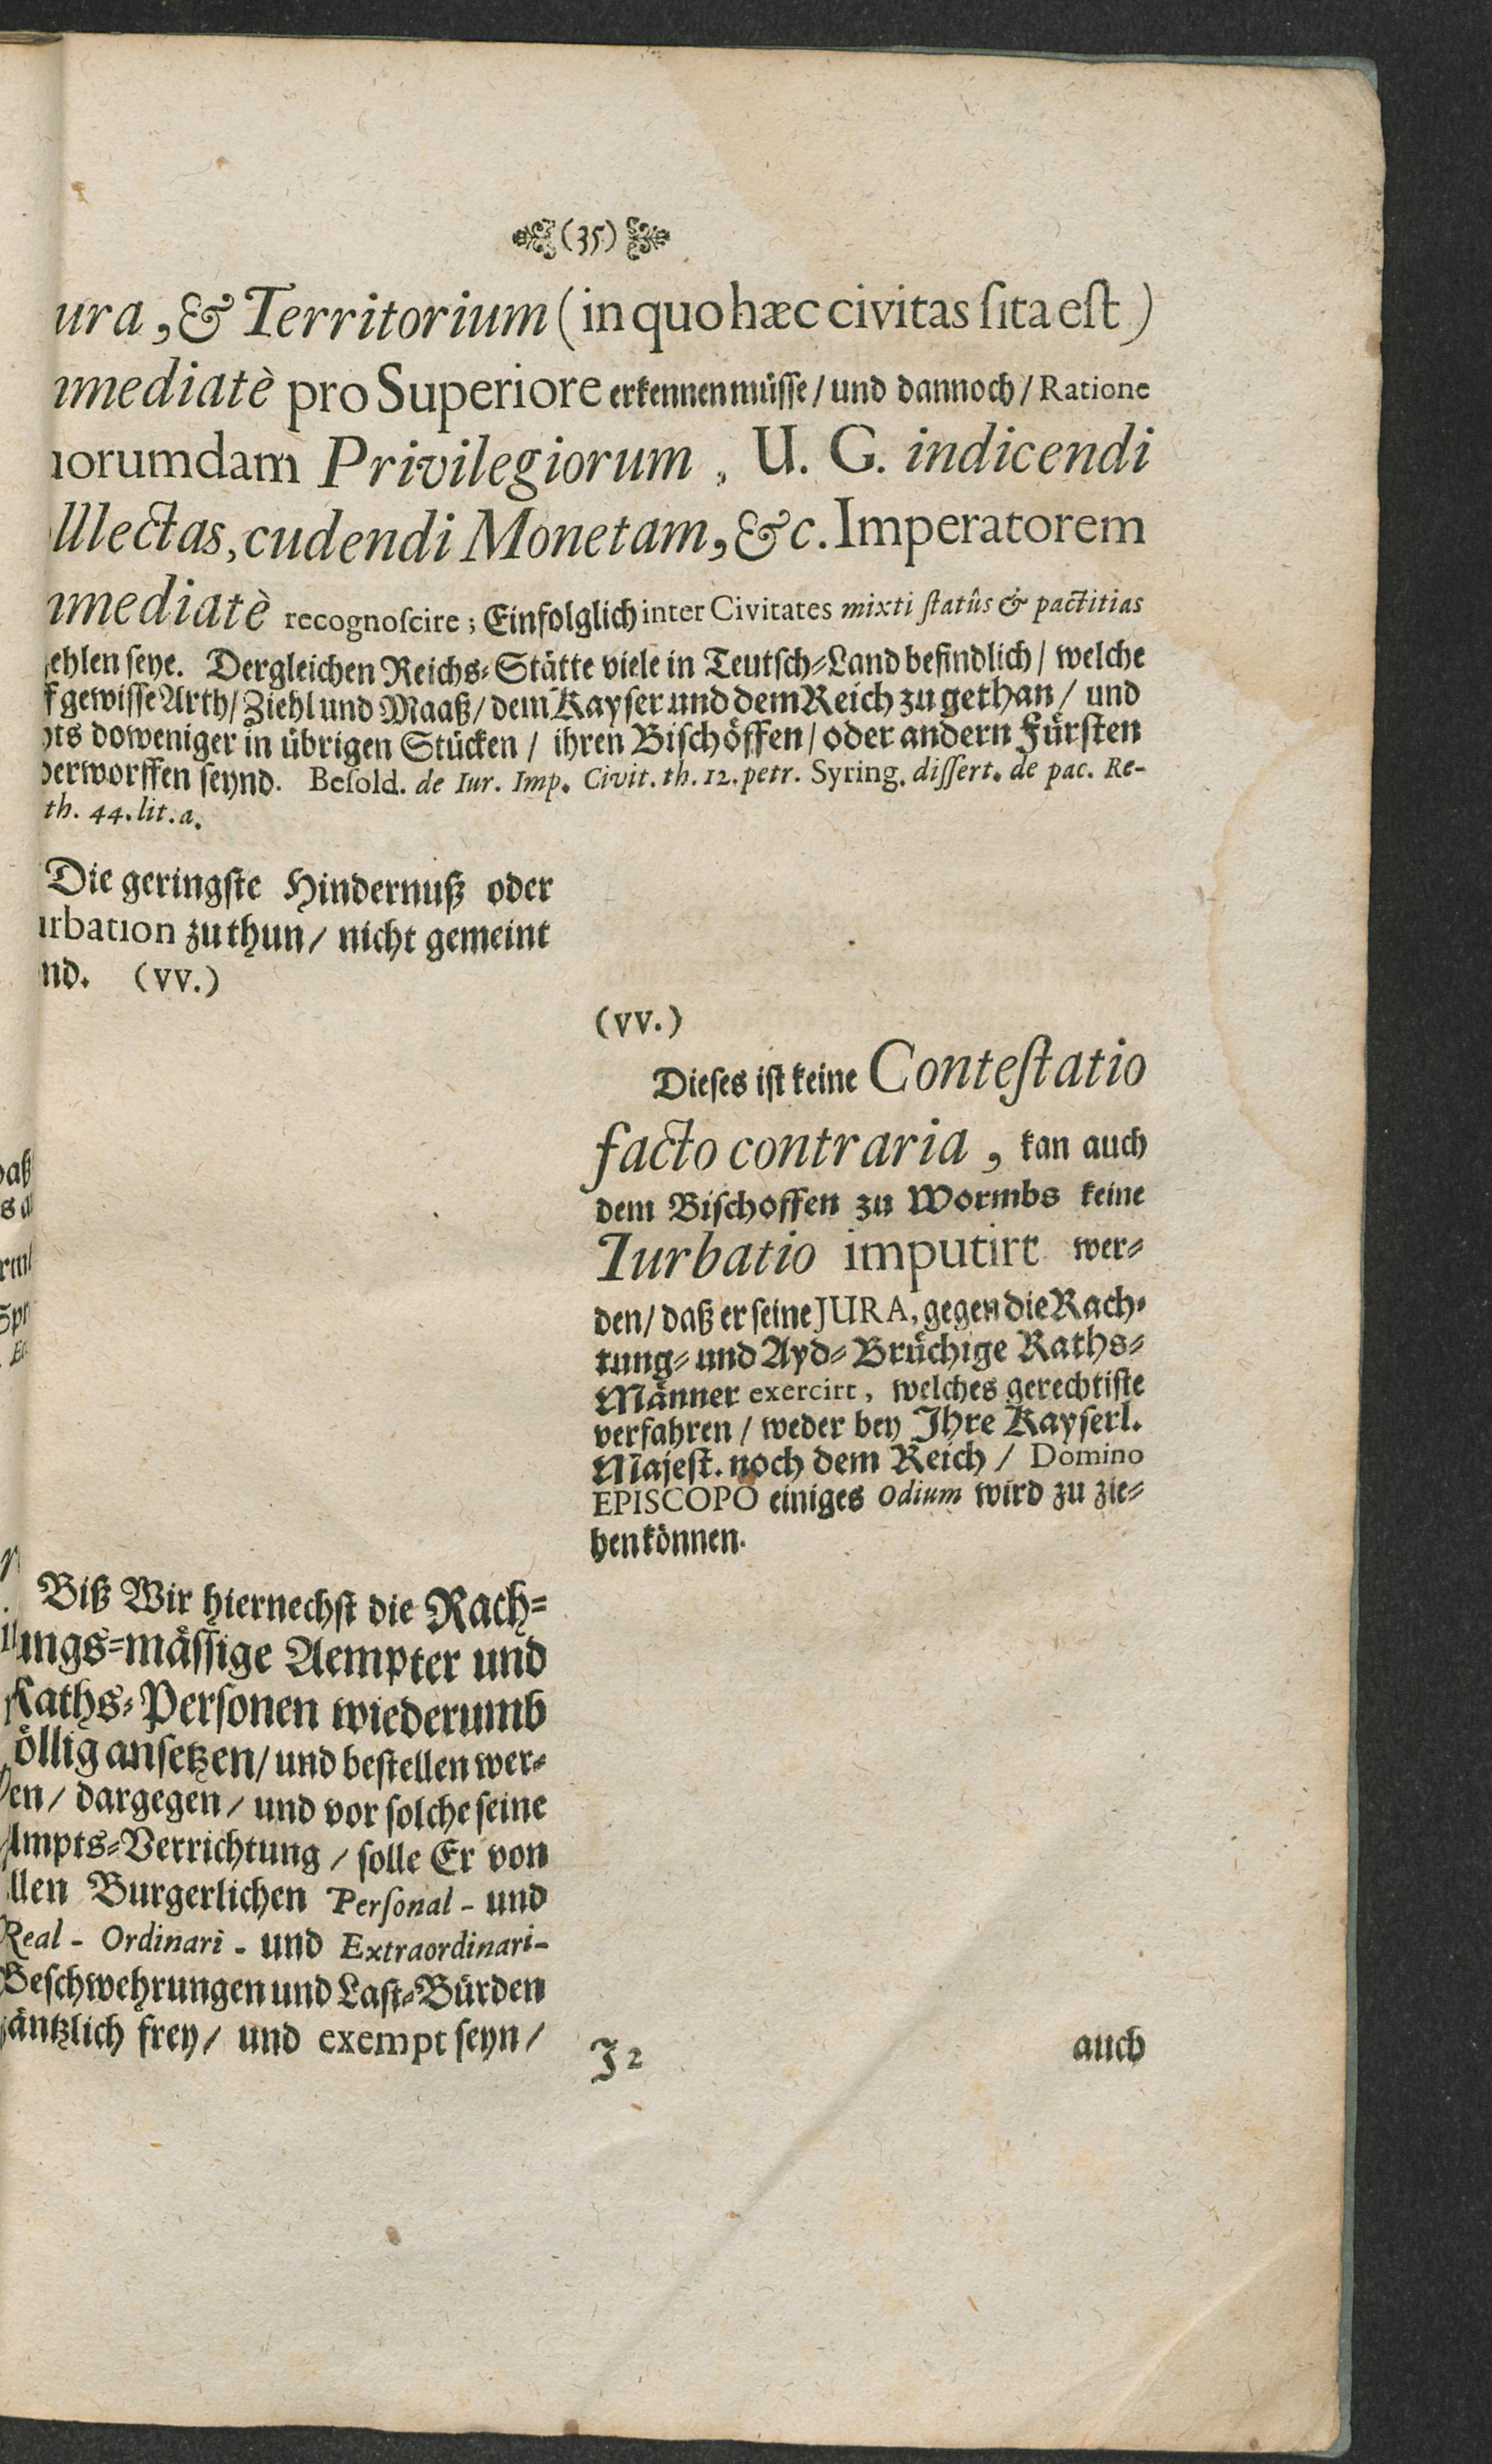 (35)
ura, & Territorium (in quo hæc civitas sita est)
mediatè pro Superiore erkennen müsse / und dannoch / Ratione
orumdam Privilegiorum, U. G. indicendi
llectas, cudendi Monetam, &c. Imperatorem
mediatè recognoscire; Einfolglich inter Civitates mixti statûs & pactitias
ehlen seye. Dergleichen Reichs-Stätte viele in Teutsch-Land befindlich / welche
f gewisse Arth / Ziehl und Maaß / dem Kayser und dem Reich zu gethan / und
ts doweniger in übrigen Stücken / ihren Bischöffen / oder andern Fürsten
erworffen seynd. Besold. de Iur. Imp. Civit. th. 12. petr. Syring. dissert. de pac. Re-
th. 44. lit. a.
Die geringste Hindernuß oder
urbation zu thun / nicht gemeint
nd. (vv.)
(vv.)
Dieses ist keine Contestatio
facto contraria, kan auch
dem Bischoffen zu Wormbs keine
Turbatio imputirt wer-
den / daß er seine JURA, gegen die Rach-
tung- und Ayd-Brüchige Raths-
Männer exercirt, welches gerechtiste
verfahren / weder bey Ihre Kayserl.
Majest. noch dem Reich / Domino
EPISCOPO einiges Odium wird zu zie-
hen können.
Biß Wir hiernechst die Rach-
ungs-mässige Aempter und
Raths-Personen wiederumb
öllig ansetzen / und bestellen wer-
en / dargegen / und vor solche seine
Ampts-Verrichtung / solle Er von
llen Burgerlichen Personal- und
Real- Ordinari- und Extraordinari-
Beschwehrungen und Last-Bürden
äntzlich frey / und exempt seyn /
J 2
auch